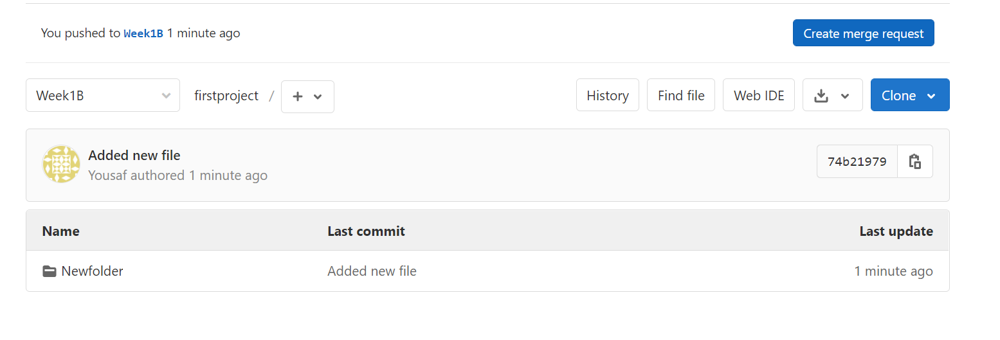 You pushed to Week1B 1 minute ago
Create merge request
Week1B
firstproject /
+
History
Find file
Web IDE
Clone
Added new file
Yousaf authored 1 minute ago
74b21979
Name Last commit Last update
Newfolder Added new file 1 minute ago